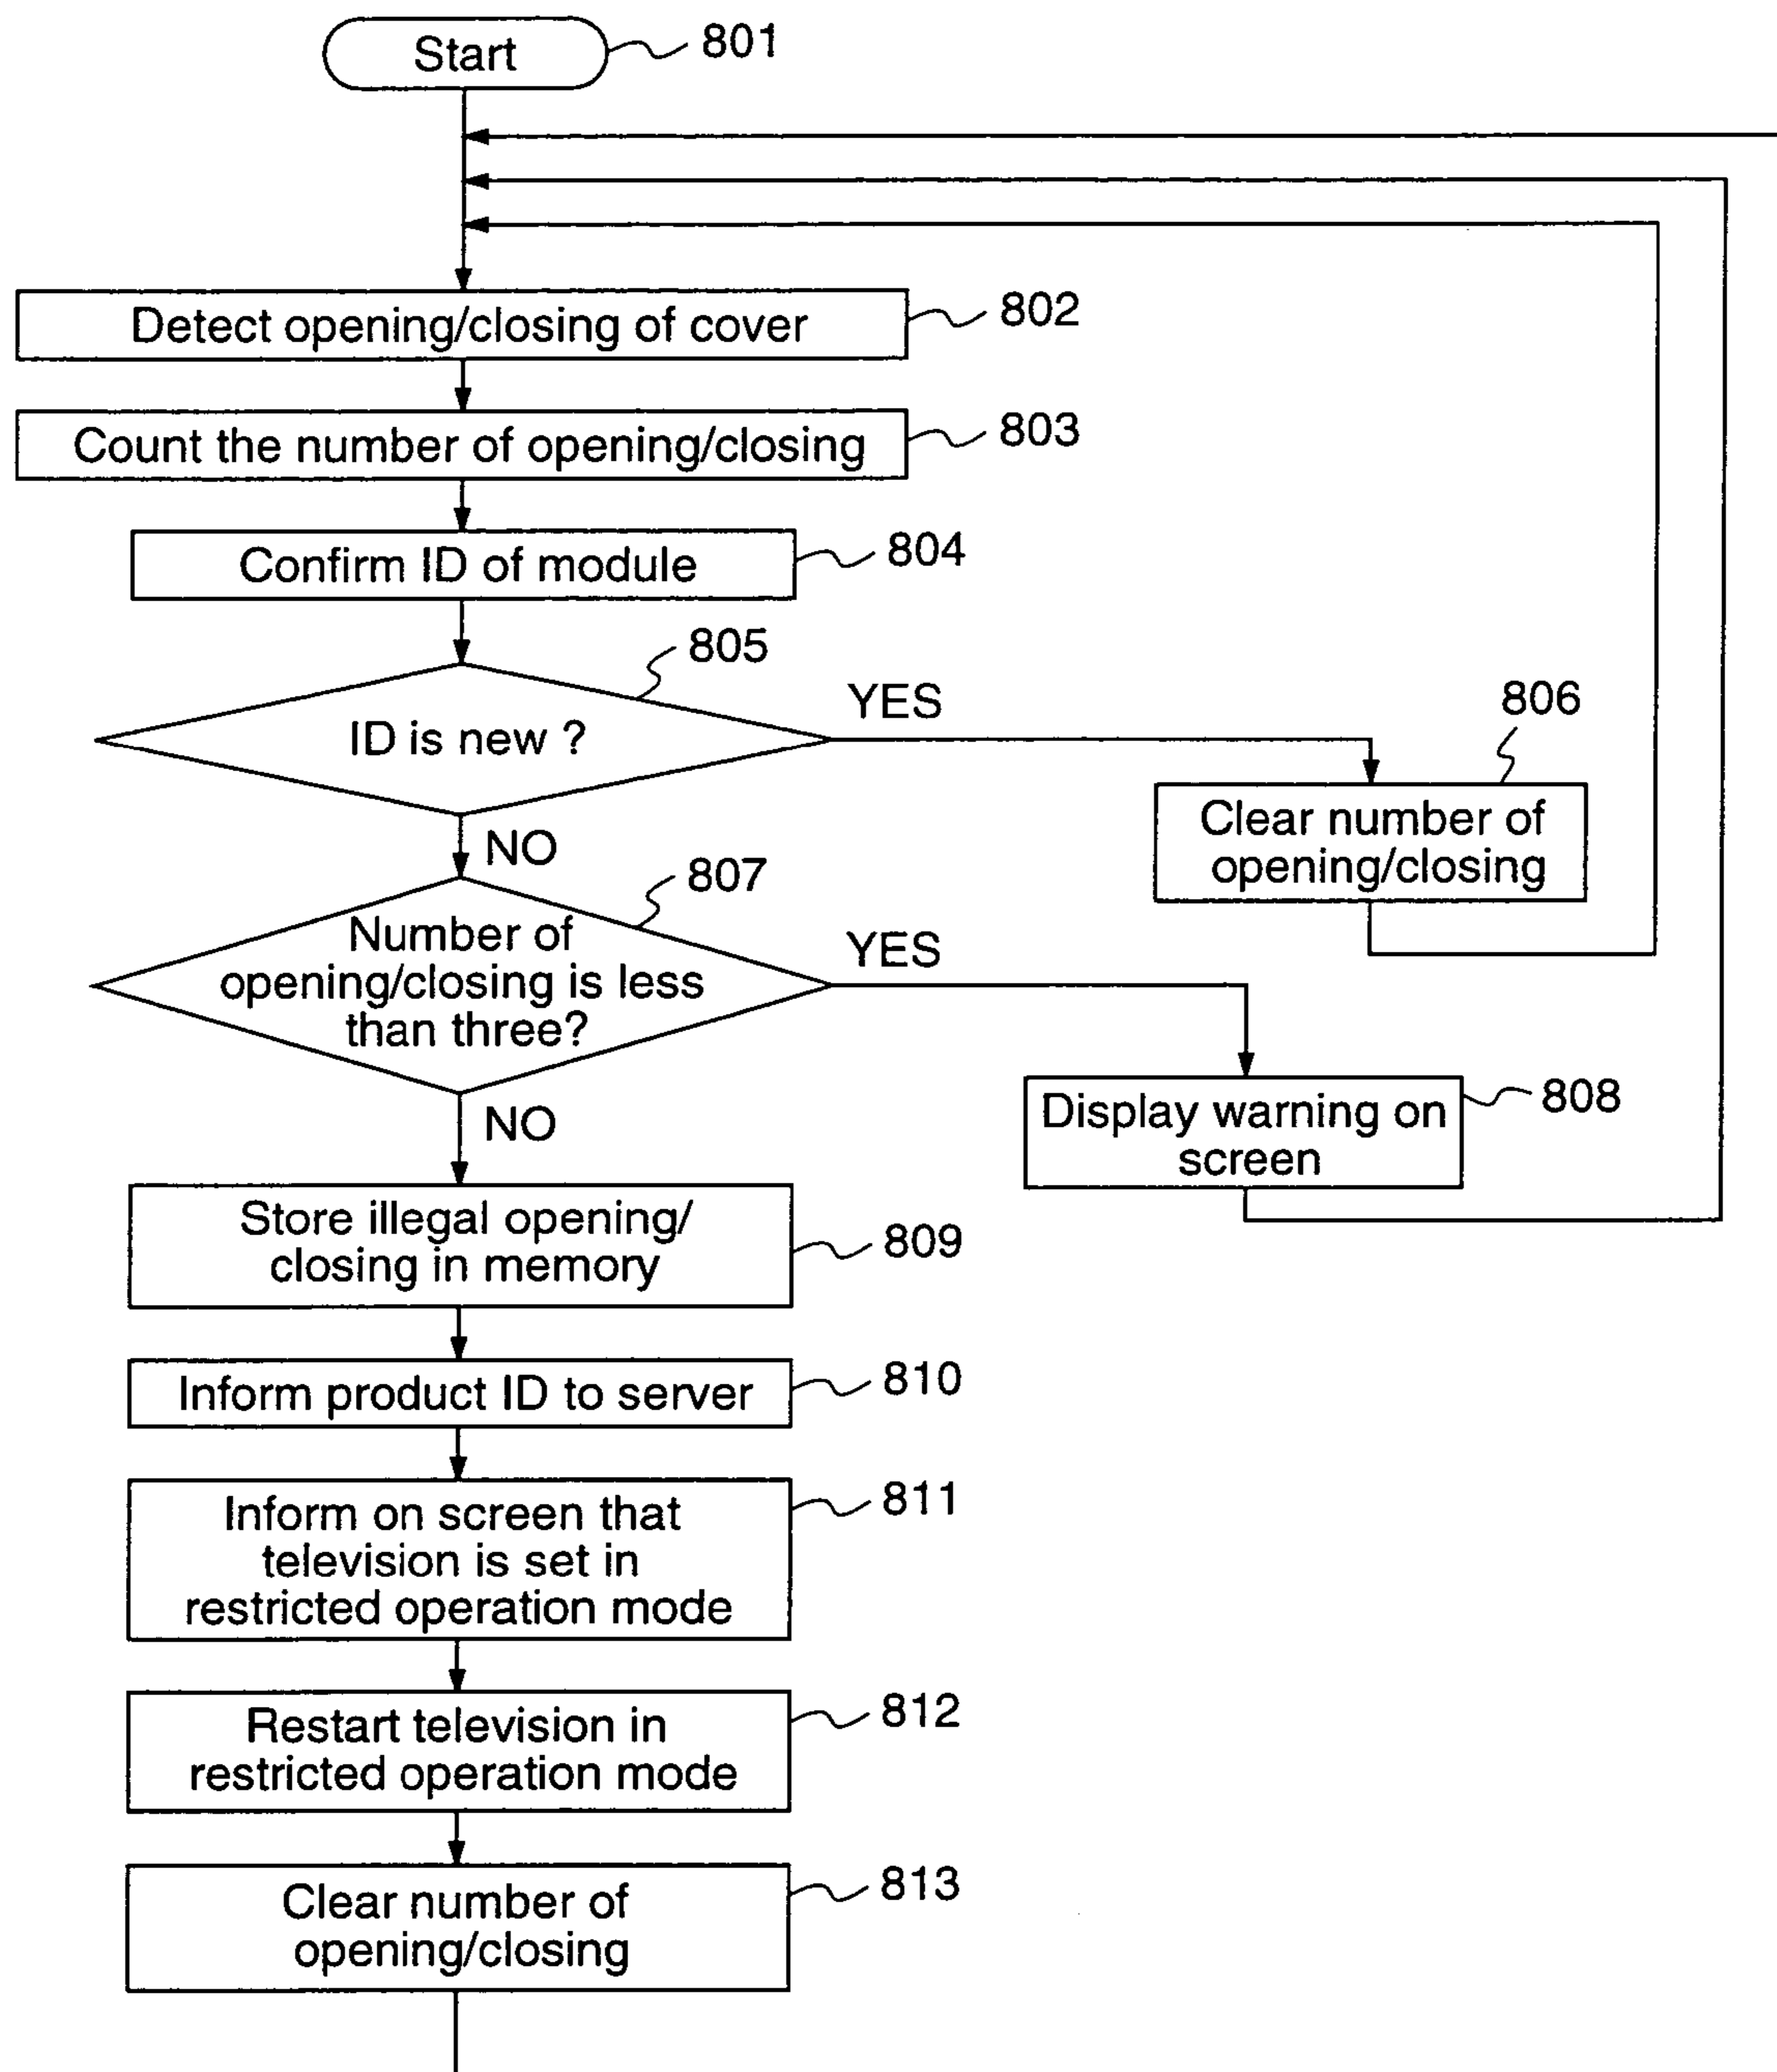 Start
801
Detect opening/closing of cover
802
Count the number of opening/closing
803
Confirm ID of module
804
805
ID is new ?
YES
806
Clear number of
opening/closing
NO
807
Number of
opening/closing is less
than three?
YES
808
Display warning on
screen
NO
Store illegal opening/
closing in memory
809
Inform product ID to server
810
Inform on screen that
television is set in
restricted operation mode
811
Restart television in
restricted operation mode
812
Clear number of
opening/closing
813